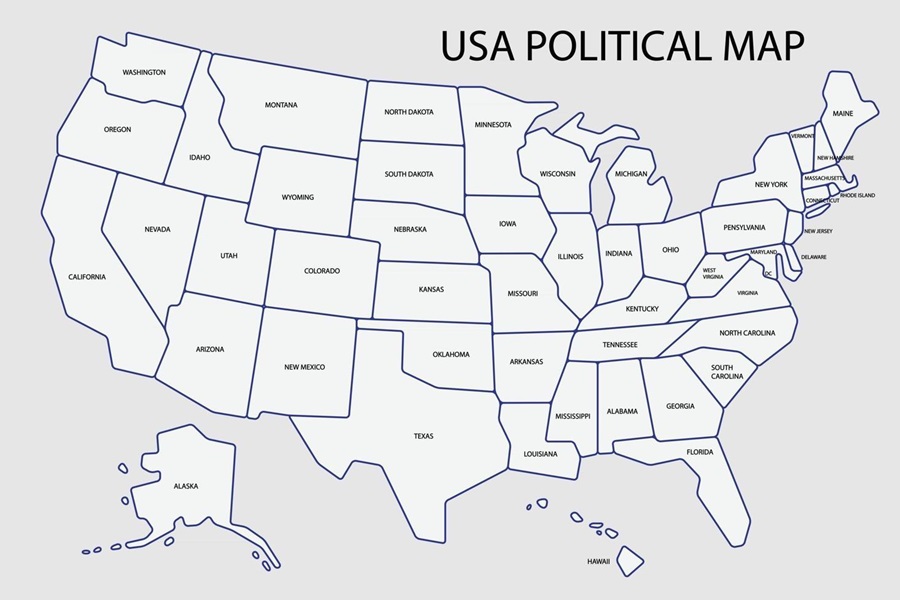 USA POLITICAL MAP
WASHINGTON
MONTANA
NORTH DAKOTA
MINNESOTA
MAINE
OREGON
IDAHO
VERMONT
NEW HAMSHIRE
WYOMING
SOUTH DAKOTA
WISCONSIN
MICHIGAN
NEW YORK
MASSACHUSETTS
RHODE ISLAND
CONNECTICUT
NEVADA
NEBRASKA
IOWA
PENSYLVANIA
NEW JERSEY
UTAH
COLORADO
ILLINOIS
INDIANA
OHIO
MARYLAND
DELAWARE
CALIFORNIA
KANSAS
MISSOURI
WEST
VIRGINIA
DC
VIRGINIA
KENTUCKY
ARIZONA
NEW MEXICO
OKLAHOMA
ARKANSAS
TENNESSEE
NORTH CAROLINA
SOUTH
CAROLINA
TEXAS
MISSISSIPPI
ALABAMA
GEORGIA
LOUISIANA
FLORIDA
ALASKA
HAWAII